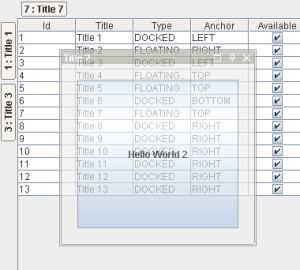 7 : Title 7
1 : Title 1
3 : Title 3
Id Title Type Anchor Available
1 Title 1 DOCKED LEFT
2 Title 2 FLOATING... RIGHT
3 Title 3 DOCKED LEFT
4 Title 4 FLOATING... TOP
5 Title 5 FLOATING... TOP
6 Title 6 DOCKED BOTTOM
7 Title 7 FLOATING TOP
8 Title 8 DOCKED RIGHT
9 Title 9 DOCKED RIGHT
Hello World 2
10 Title 10 DOCKED RIGHT
11 Title 11 DOCKED RIGHT
12 Title 12 DOCKED RIGHT
13 Title 13 DOCKED RIGHT